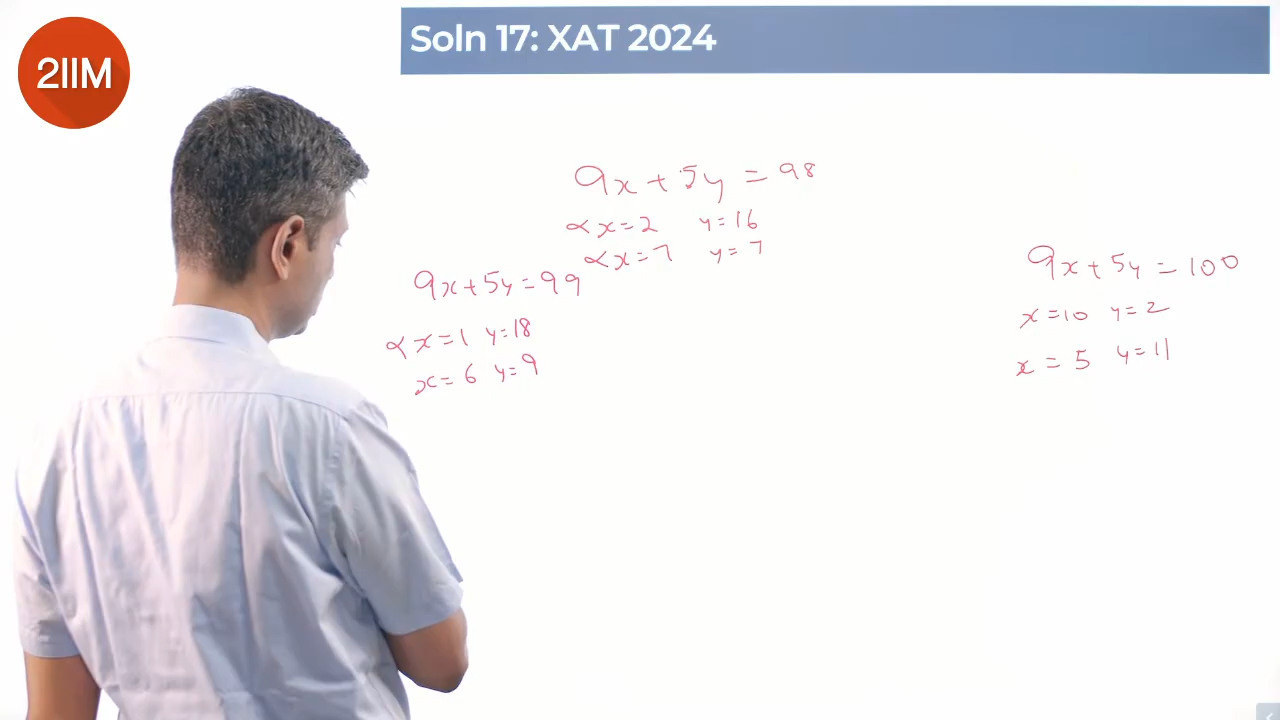 2IIM
Soln 17: XAT 2024
9x + 5y = 98
∝ x = 2 y = 16
∝ x = 7 y = 7
9x + 5y = 99
∝ x = 1 y = 18
x = 6 y = 9
9x + 5y = 100
x = 10 y = 2
x = 5 y = 11